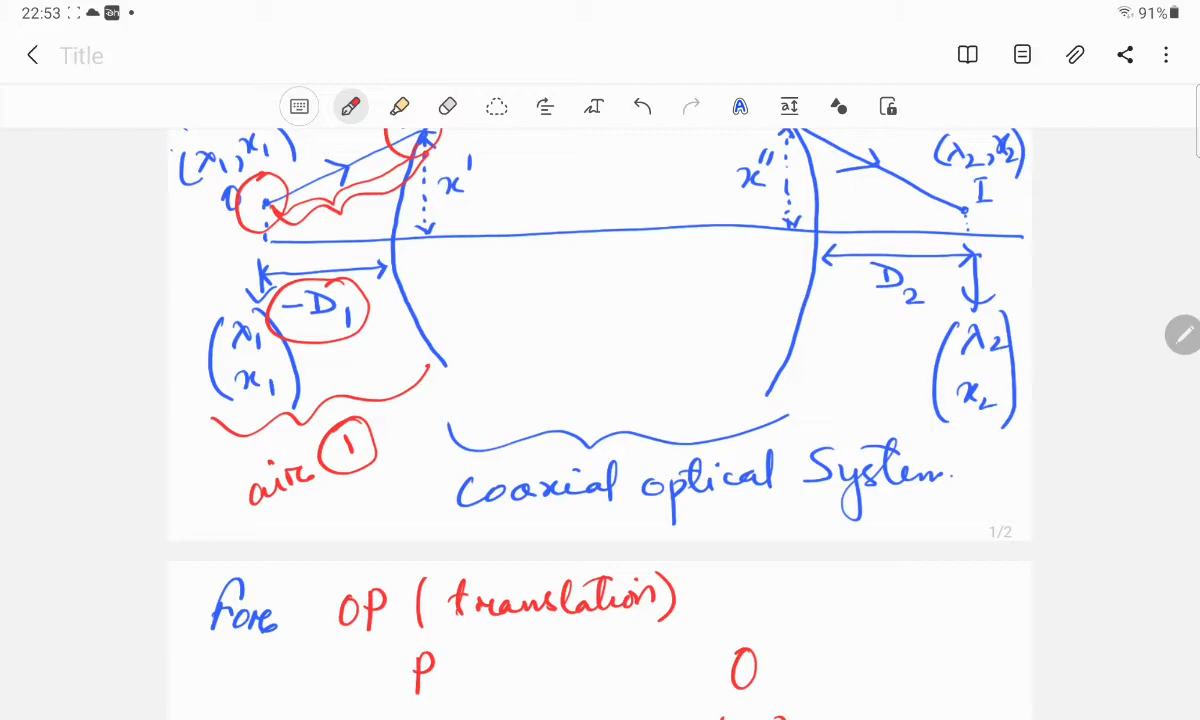 22:53 91%
Title
(λ1, x1) x' x'' (λ2, x2)
O I
-D1 D2
(λ1 x1) (λ2 x2)
air 1 Coaxial optical System.
1/2
For OP (translation)
P O